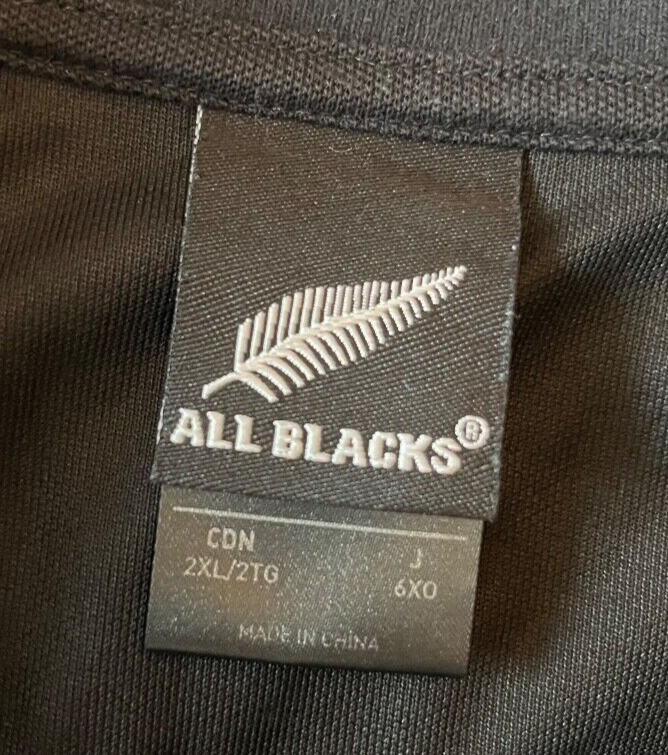 ALL BLACKS®
CDN J
2XL/2TG 6XO
MADE IN CHINA